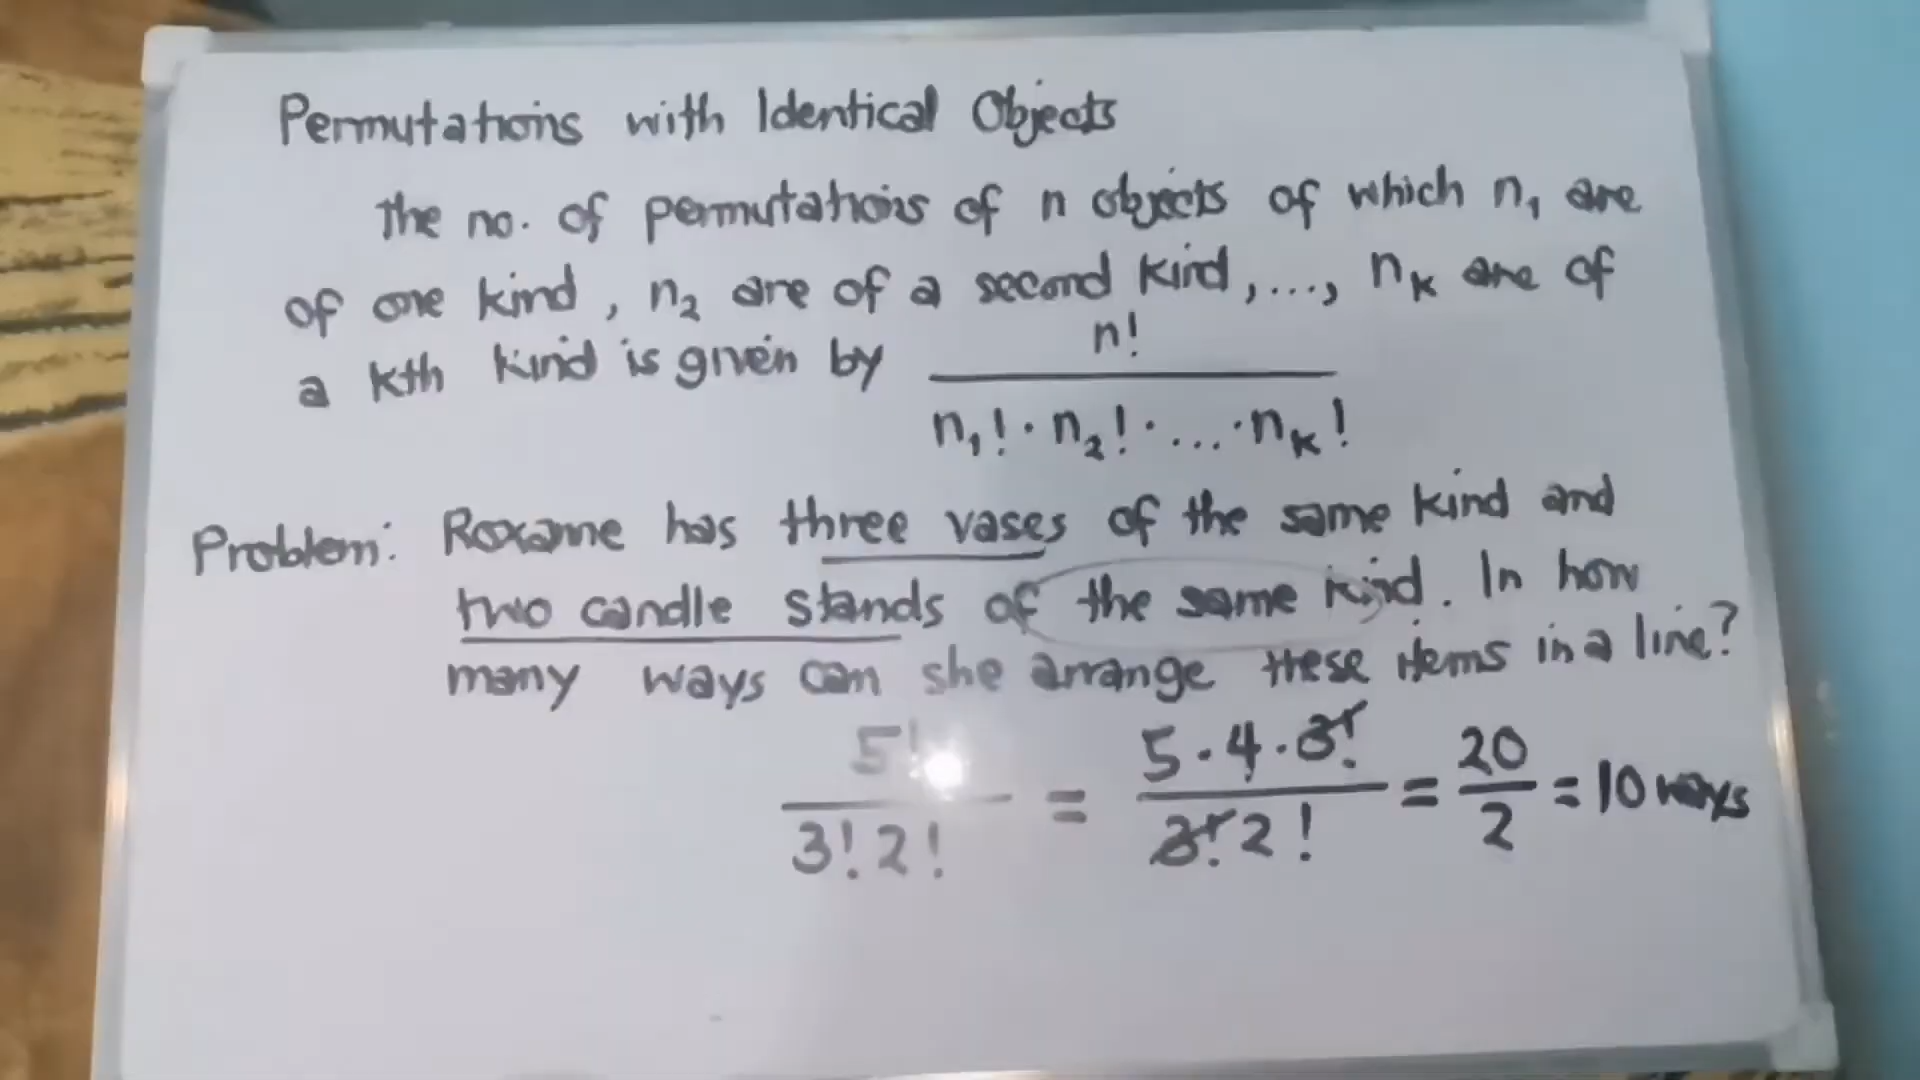 Permutations with Identical Objects
The no. of permutations of n objects of which n₁ are
of one kind, n₂ are of a second kind, ..., nₖ are of
a kth kind is given by n! / n₁! · n₂! · ... · nₖ!
Problem: Roxanne has three vases of the same kind and
two candle stands of the same kind. In how
many ways can she arrange these items in a line?
5! / 3! 2! = 5 · 4 · 3! / 3! 2! = 20 / 2 = 10 ways